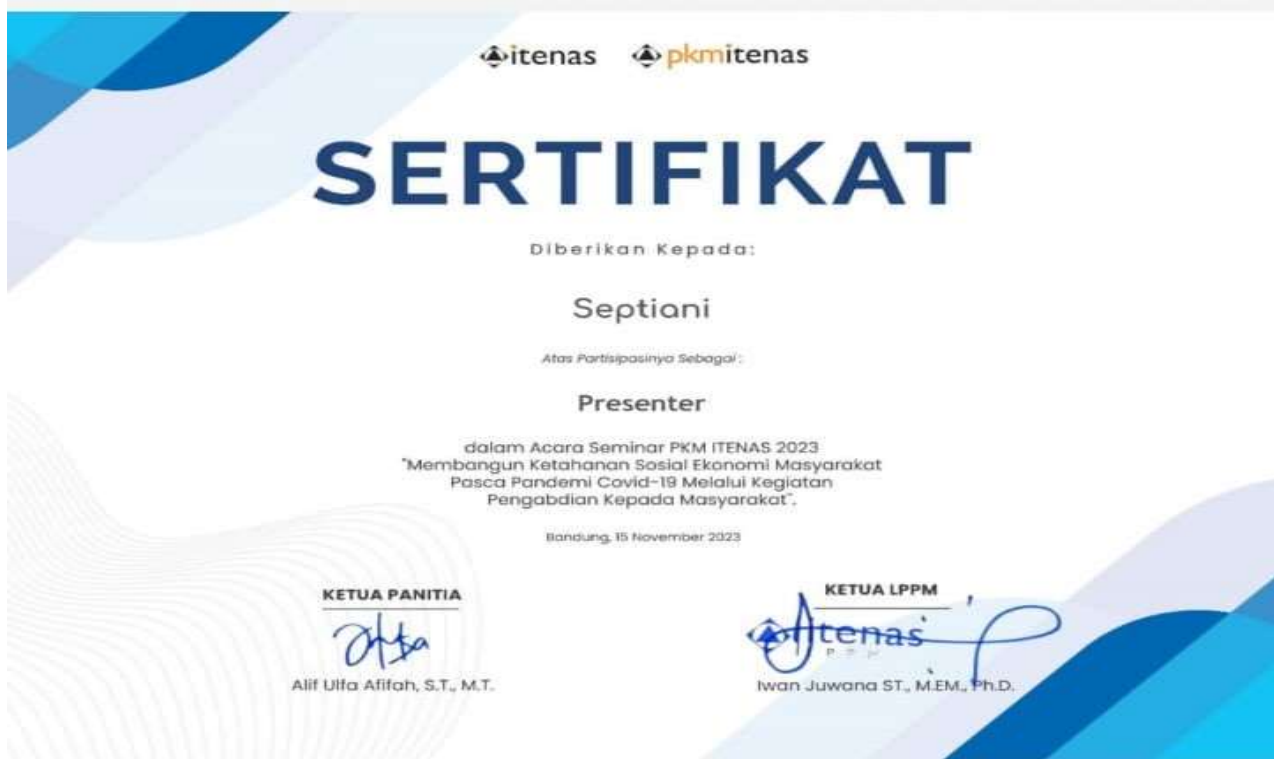 itenas pkmitenas
SERTIFIKAT
Diberikan Kepada:
Septiani
Atas Partisipasinya Sebagai :
Presenter
dalam Acara Seminar PKM ITENAS 2023
"Membangun Ketahanan Sosial Ekonomi Masyarakat
Pasca Pandemi Covid-19 Melalui Kegiatan
Pengabdian Kepada Masyarakat".
Bandung, 15 November 2023
KETUA PANITIA
Alif Ulfa Afifah, S.T., M.T.
KETUA LPPM
itenas
Iwan Juwana ST., M.EM., Ph.D.